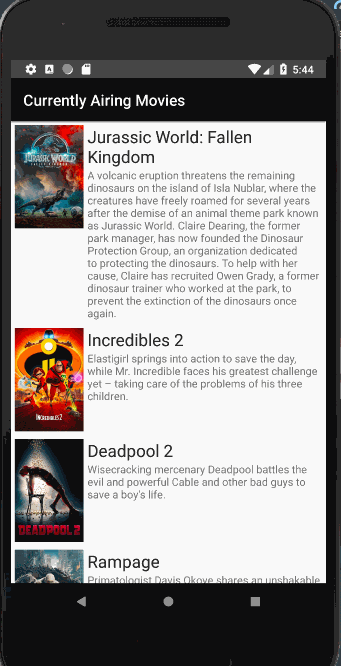 5:44
Currently Airing Movies
JURASSIC WORLD
FALLEN KINGDOM
Jurassic World: Fallen
Kingdom
A volcanic eruption threatens the remaining
dinosaurs on the island of Isla Nublar, where the
creatures have freely roamed for several years
after the demise of an animal theme park known
as Jurassic World. Claire Dearing, the former
park manager, has now founded the Dinosaur
Protection Group, an organization dedicated
to protecting the dinosaurs. To help with her
cause, Claire has recruited Owen Grady, a former
dinosaur trainer who worked at the park, to
prevent the extinction of the dinosaurs once
again.
INCREDIBLES 2
Incredibles 2
Elastigirl springs into action to save the day,
while Mr. Incredible faces his greatest challenge
yet – taking care of the problems of his three
children.
DEADPOOL 2
Deadpool 2
Wisecracking mercenary Deadpool battles the
evil and powerful Cable and other bad guys to
save a boy's life.
Rampage
Primatologist Davis Okoye shares an unshakable